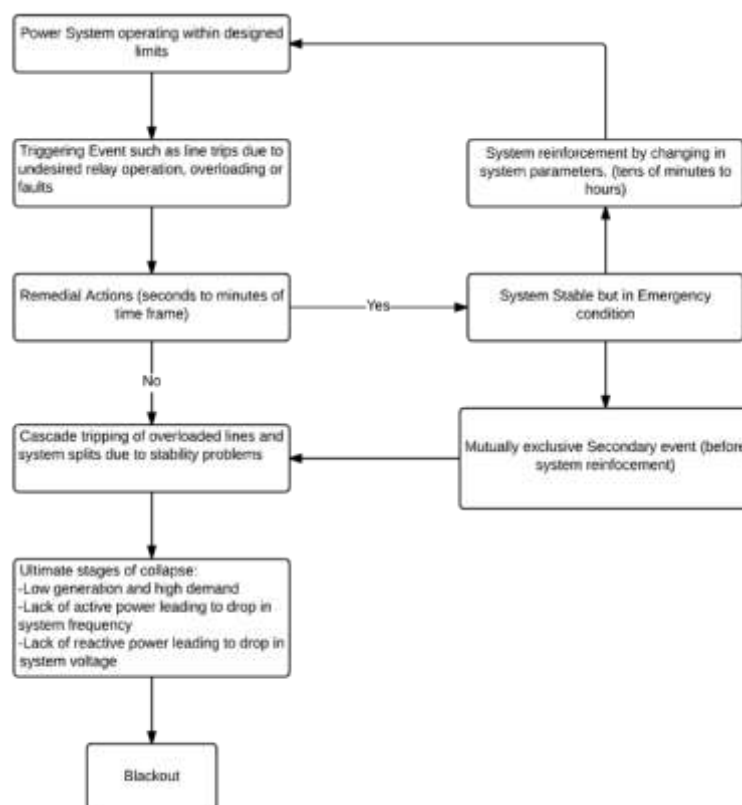 Power System operating within designed
limits
Triggering Event such as line trips due to
undesired relay operation, overloading or
faults
System reinforcement by changing in
system parameters, (tens of minutes to
hours)
Remedial Actions (seconds to minutes of
time frame)
Yes
System Stable but in Emergency
condition
No
Cascade tripping of overloaded lines and
system splits due to stability problems
Mutually exclusive Secondary event (before
system reinfocement)
Ultimate stages of collapse:
-Low generation and high demand
-Lack of active power leading to drop in
system frequency
-Lack of reactive power leading to drop in
system voltage
Blackout